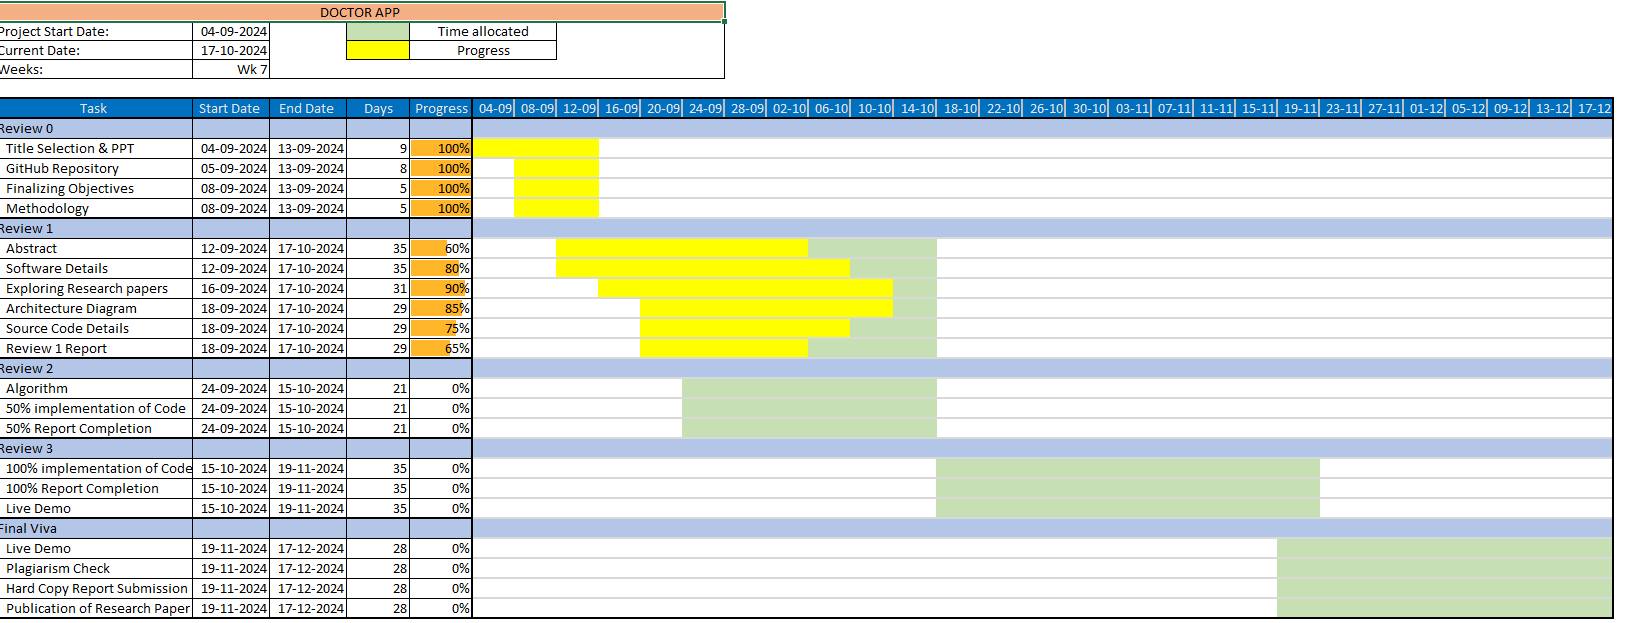 DOCTOR APP
Project Start Date: 04-09-2024 Time allocated
Current Date: 17-10-2024 Progress
Weeks: Wk 7
Task Start Date End Date Days Progress 04-09 08-09 12-09 16-09 20-09 24-09 28-09 02-10 06-10 10-10 14-10 18-10 22-10 26-10 30-10 03-11 07-11 11-11 15-11 19-11 23-11 27-11 01-12 05-12 09-12 13-12 17-12
Review 0
Title Selection & PPT 04-09-2024 13-09-2024 9 100%
GitHub Repository 05-09-2024 13-09-2024 8 100%
Finalizing Objectives 08-09-2024 13-09-2024 5 100%
Methodology 08-09-2024 13-09-2024 5 100%
Review 1
Abstract 12-09-2024 17-10-2024 35 60%
Software Details 12-09-2024 17-10-2024 35 80%
Exploring Research papers 16-09-2024 17-10-2024 31 90%
Architecture Diagram 18-09-2024 17-10-2024 29 85%
Source Code Details 18-09-2024 17-10-2024 29 75%
Review 1 Report 18-09-2024 17-10-2024 29 65%
Review 2
Algorithm 24-09-2024 15-10-2024 21 0%
50% implementation of Code 24-09-2024 15-10-2024 21 0%
50% Report Completion 24-09-2024 15-10-2024 21 0%
Review 3
100% implementation of Code 15-10-2024 19-11-2024 35 0%
100% Report Completion 15-10-2024 19-11-2024 35 0%
Live Demo 15-10-2024 19-11-2024 35 0%
Final Viva
Live Demo 19-11-2024 17-12-2024 28 0%
Plagiarism Check 19-11-2024 17-12-2024 28 0%
Hard Copy Report Submission 19-11-2024 17-12-2024 28 0%
Publication of Research Paper 19-11-2024 17-12-2024 28 0%